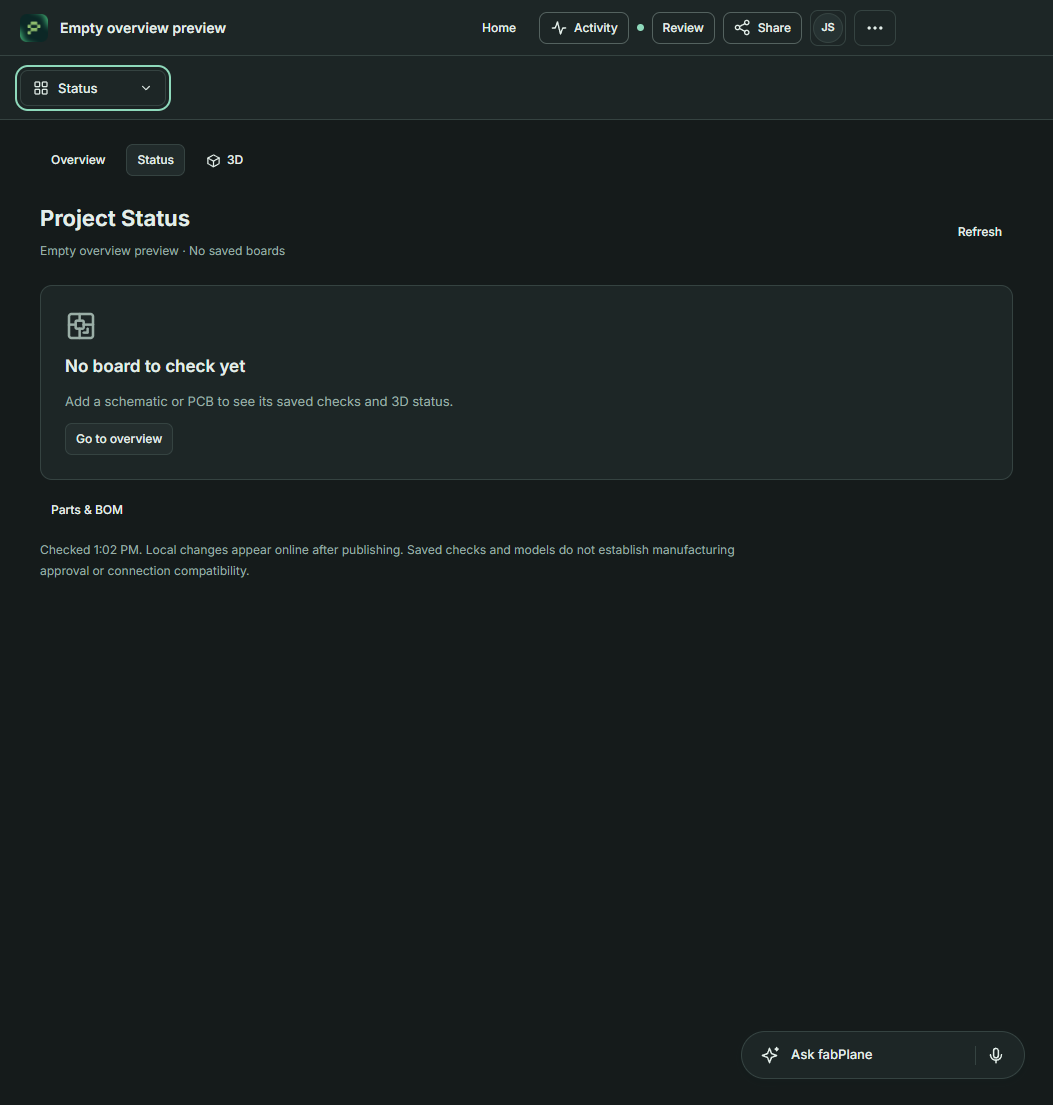 Empty overview preview
Home
Activity
Review
Share
JS
Status
Overview
Status
3D
Project Status
Empty overview preview · No saved boards
Refresh
No board to check yet
Add a schematic or PCB to see its saved checks and 3D status.
Go to overview
Parts & BOM
Checked 1:02 PM. Local changes appear online after publishing. Saved checks and models do not establish manufacturing
approval or connection compatibility.
Ask fabPlane